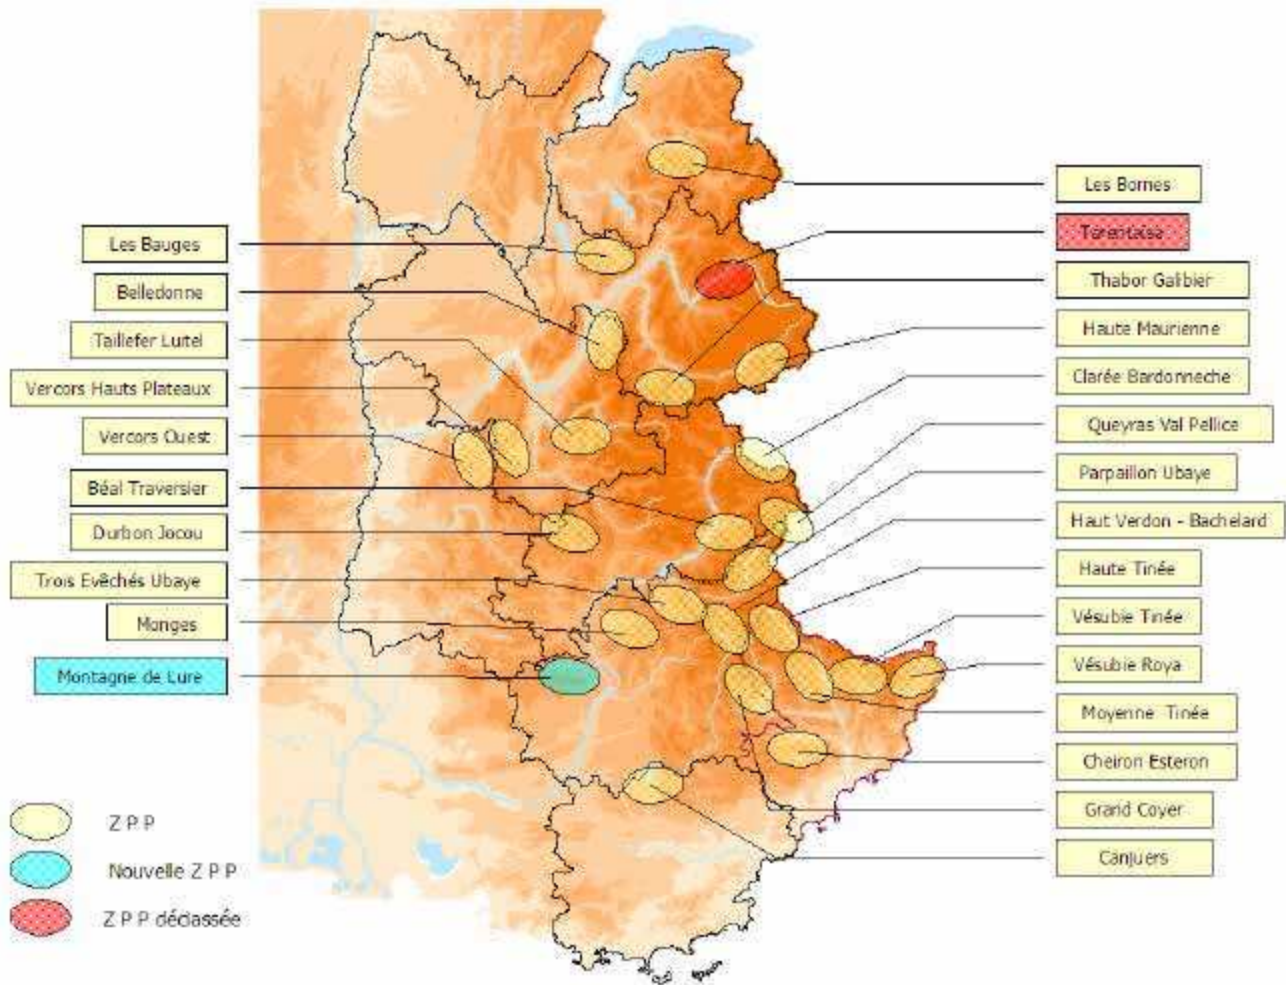 Les Bauges
Belledonne
Taillefer Luitel
Vercors Hauts Plateaux
Vercors Ouest
Béal Traversier
Durbon Jocou
Trois Evêchés Ubaye
Monges
Montagne de Lure
Z P P
Nouvelle Z P P
Z P P déclassée
Les Bornes
Tarentaise
Thabor Galibier
Haute Maurienne
Clarée Bardonneche
Queyras Val Pellice
Parpaillon Ubaye
Haut Verdon - Bachelard
Haute Tinée
Vésubie Tinée
Vésubie Roya
Moyenne Tinée
Cheiron Esteron
Grand Coyer
Canjuers